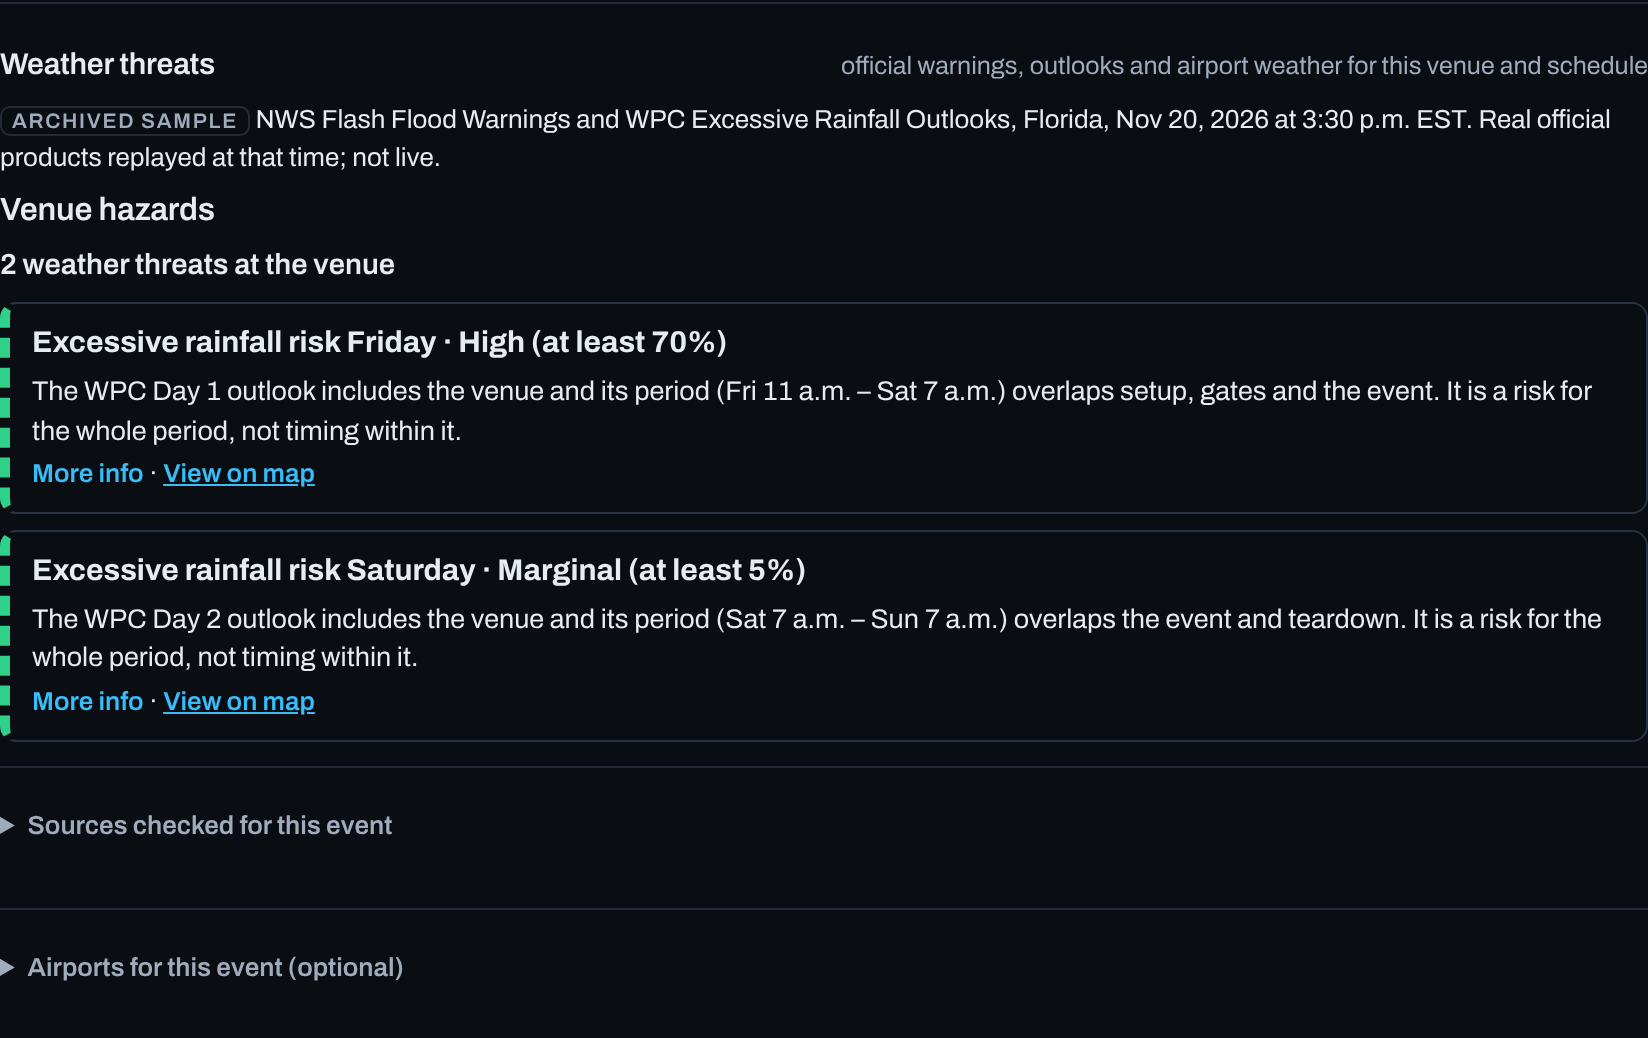 Weather threats
official warnings, outlooks and airport weather for this venue and schedule
ARCHIVED SAMPLE NWS Flash Flood Warnings and WPC Excessive Rainfall Outlooks, Florida, Nov 20, 2026 at 3:30 p.m. EST. Real official
products replayed at that time; not live.
Venue hazards
2 weather threats at the venue
Excessive rainfall risk Friday · High (at least 70%)
The WPC Day 1 outlook includes the venue and its period (Fri 11 a.m. – Sat 7 a.m.) overlaps setup, gates and the event. It is a risk for
the whole period, not timing within it.
More info · View on map
Excessive rainfall risk Saturday · Marginal (at least 5%)
The WPC Day 2 outlook includes the venue and its period (Sat 7 a.m. – Sun 7 a.m.) overlaps the event and teardown. It is a risk for the
whole period, not timing within it.
More info · View on map
Sources checked for this event
Airports for this event (optional)